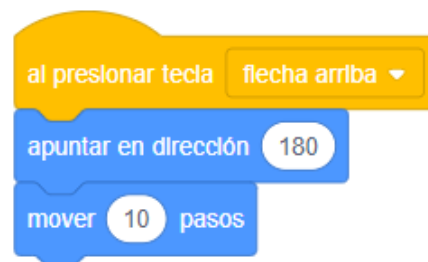 al presionar tecla flecha arriba
apuntar en dirección 180
mover 10 pasos